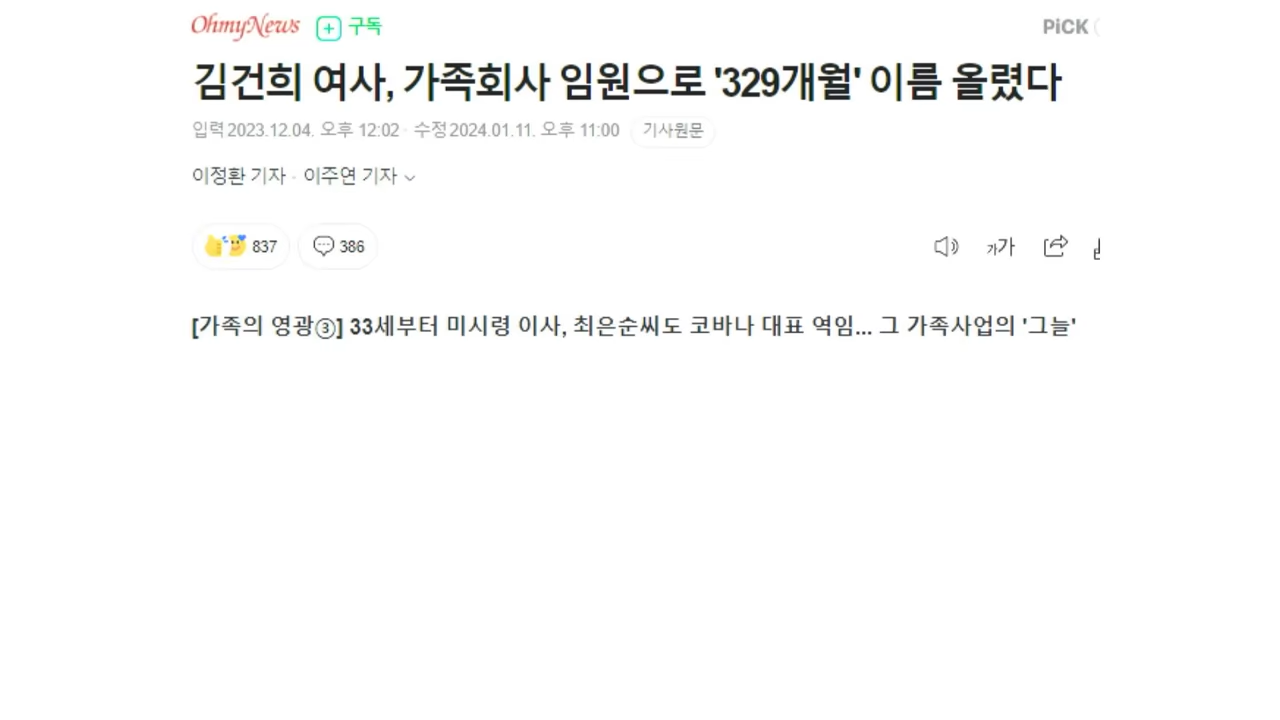 OhmyNews 구독 PiCK
김건희 여사, 가족회사 임원으로 '329개월' 이름 올렸다
입력 2023.12.04. 오후 12:02 · 수정 2024.01.11. 오후 11:00 기사원문
이정환 기자 · 이주연 기자
837 386 가가
[가족의 영광③] 33세부터 미시령 이사, 최은순씨도 코바나 대표 역임... 그 가족사업의 '그늘'